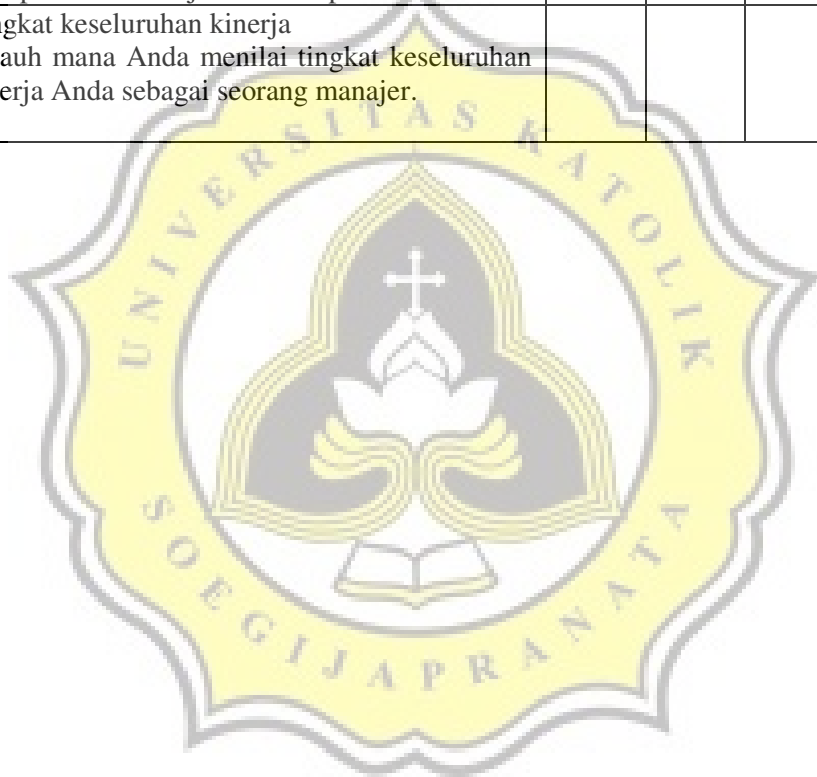 ngkat keseluruhan kinerja
auh mana Anda menilai tingkat keseluruhan
erja Anda sebagai seorang manajer.
UNIVERSITAS KATOLIK
SOEGIJAPRANATA